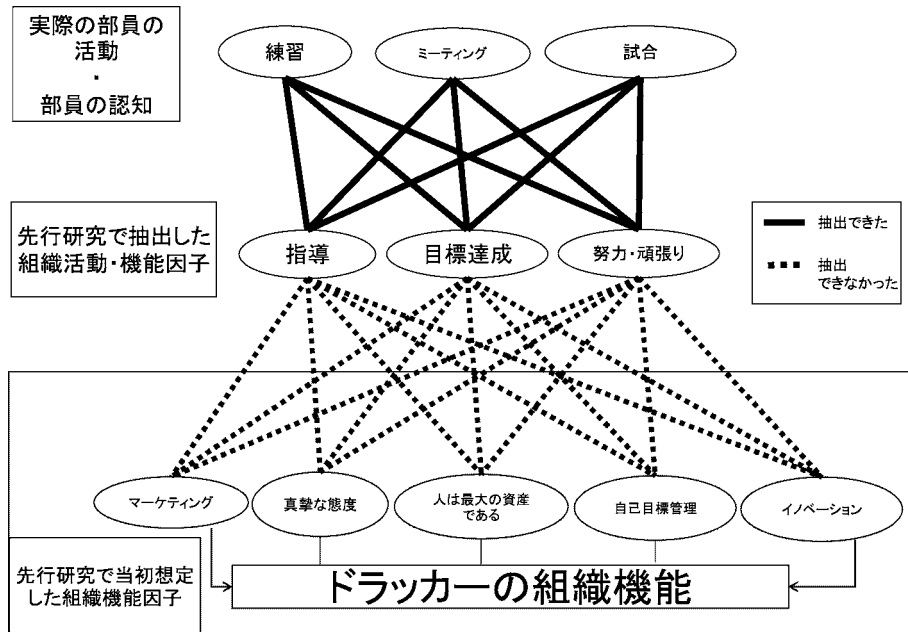 実際の部員の
活動
・
部員の認知
練習
ミーティング
試合
先行研究で抽出した
組織活動・機能因子
指導
目標達成
努力・頑張り
抽出できた
抽出
できなかった
マーケティング
真摯な態度
人は最大の資産
である
自己目標管理
イノベーション
先行研究で当初想定
した組織機能因子
ドラッカーの組織機能